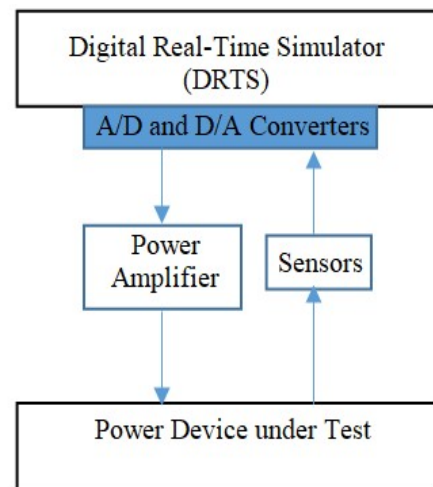 Digital Real-Time Simulator
(DRTS)
A/D and D/A Converters
Power
Amplifier
Sensors
Power Device under Test